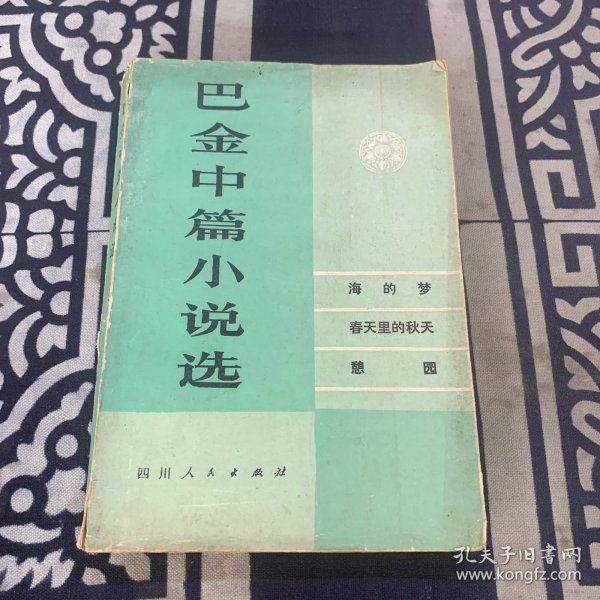 巴金中篇小说选
海的梦
春天里的秋天
憩园
四川人民出版社
孔夫子旧书网
www.kongfz.com